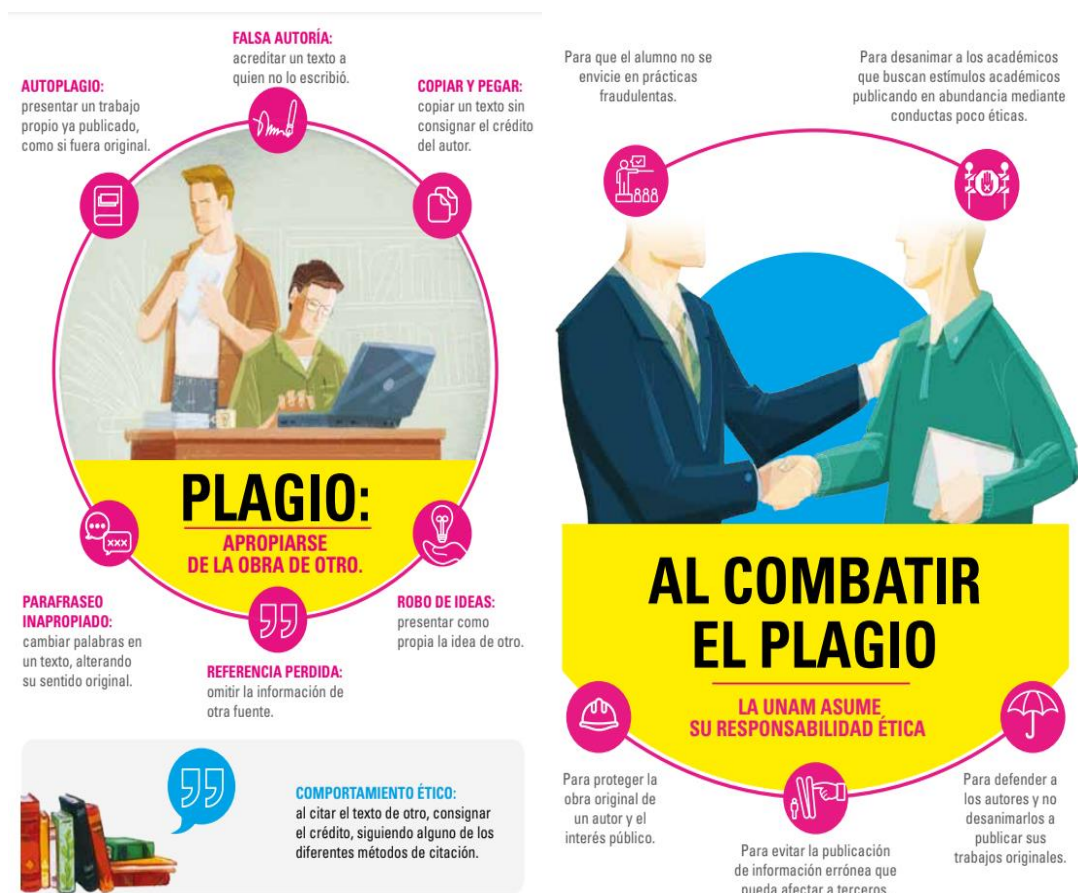 FALSA AUTORÍA:
acreditar un texto a
quien no lo escribió.
AUTOPLAGIO:
presentar un trabajo
propio ya publicado,
como si fuera original.
COPIAR Y PEGAR:
copiar un texto sin
consignar el crédito
del autor.
PLAGIO:
APROPIARSE
DE LA OBRA DE OTRO.
xxx
PARAFRASEO
INAPROPIADO:
cambiar palabras en
un texto, alterando
su sentido original.
REFERENCIA PERDIDA:
omitir la información de
otra fuente.
ROBO DE IDEAS:
presentar como
propia la idea de otro.
COMPORTAMIENTO ÉTICO:
al citar el texto de otro, consignar
el crédito, siguiendo alguno de los
diferentes métodos de citación.
Para que el alumno no se
envicie en prácticas
fraudulentas.
Para desanimar a los académicos
que buscan estímulos académicos
publicando en abundancia mediante
conductas poco éticas.
AL COMBATIR
EL PLAGIO
LA UNAM ASUME
SU RESPONSABILIDAD ÉTICA
Para proteger la
obra original de
un autor y el
interés público.
Para evitar la publicación
de información errónea que
pueda afectar a terceros
Para defender a
los autores y no
desanimarlos a
publicar sus
trabajos originales.